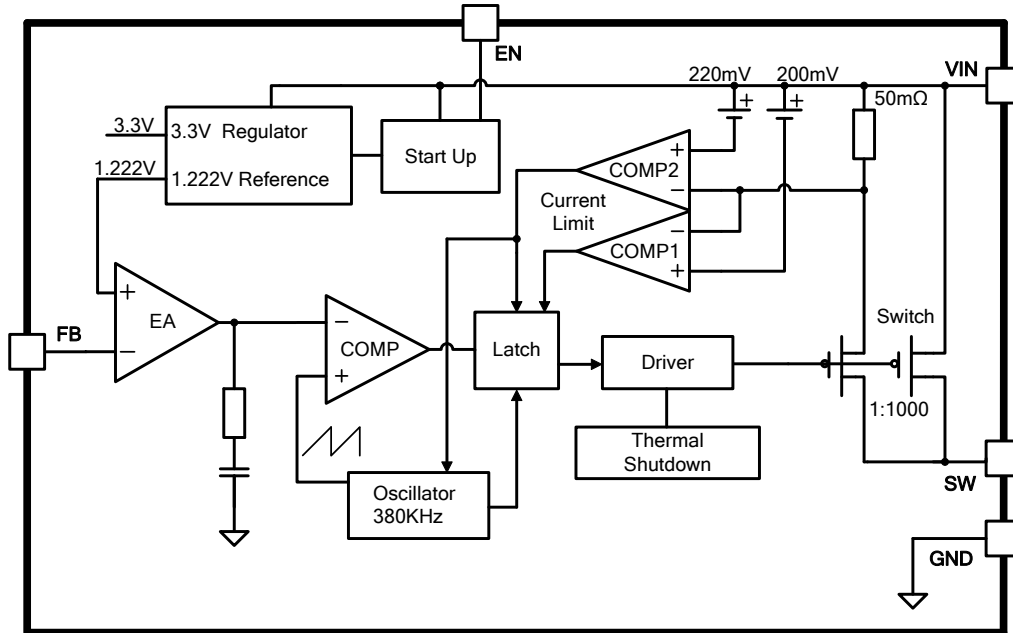 EN
220mV
200mV
VIN
50mΩ
3.3V
3.3V Regulator
1.222V
1.222V Reference
Start Up
+
+
+
COMP2
−
Current
Limit
−
COMP1
+
+
EA
−
FB
−
COMP
+
Latch
Driver
Switch
1:1000
Thermal
Shutdown
Oscillator
380KHz
SW
GND